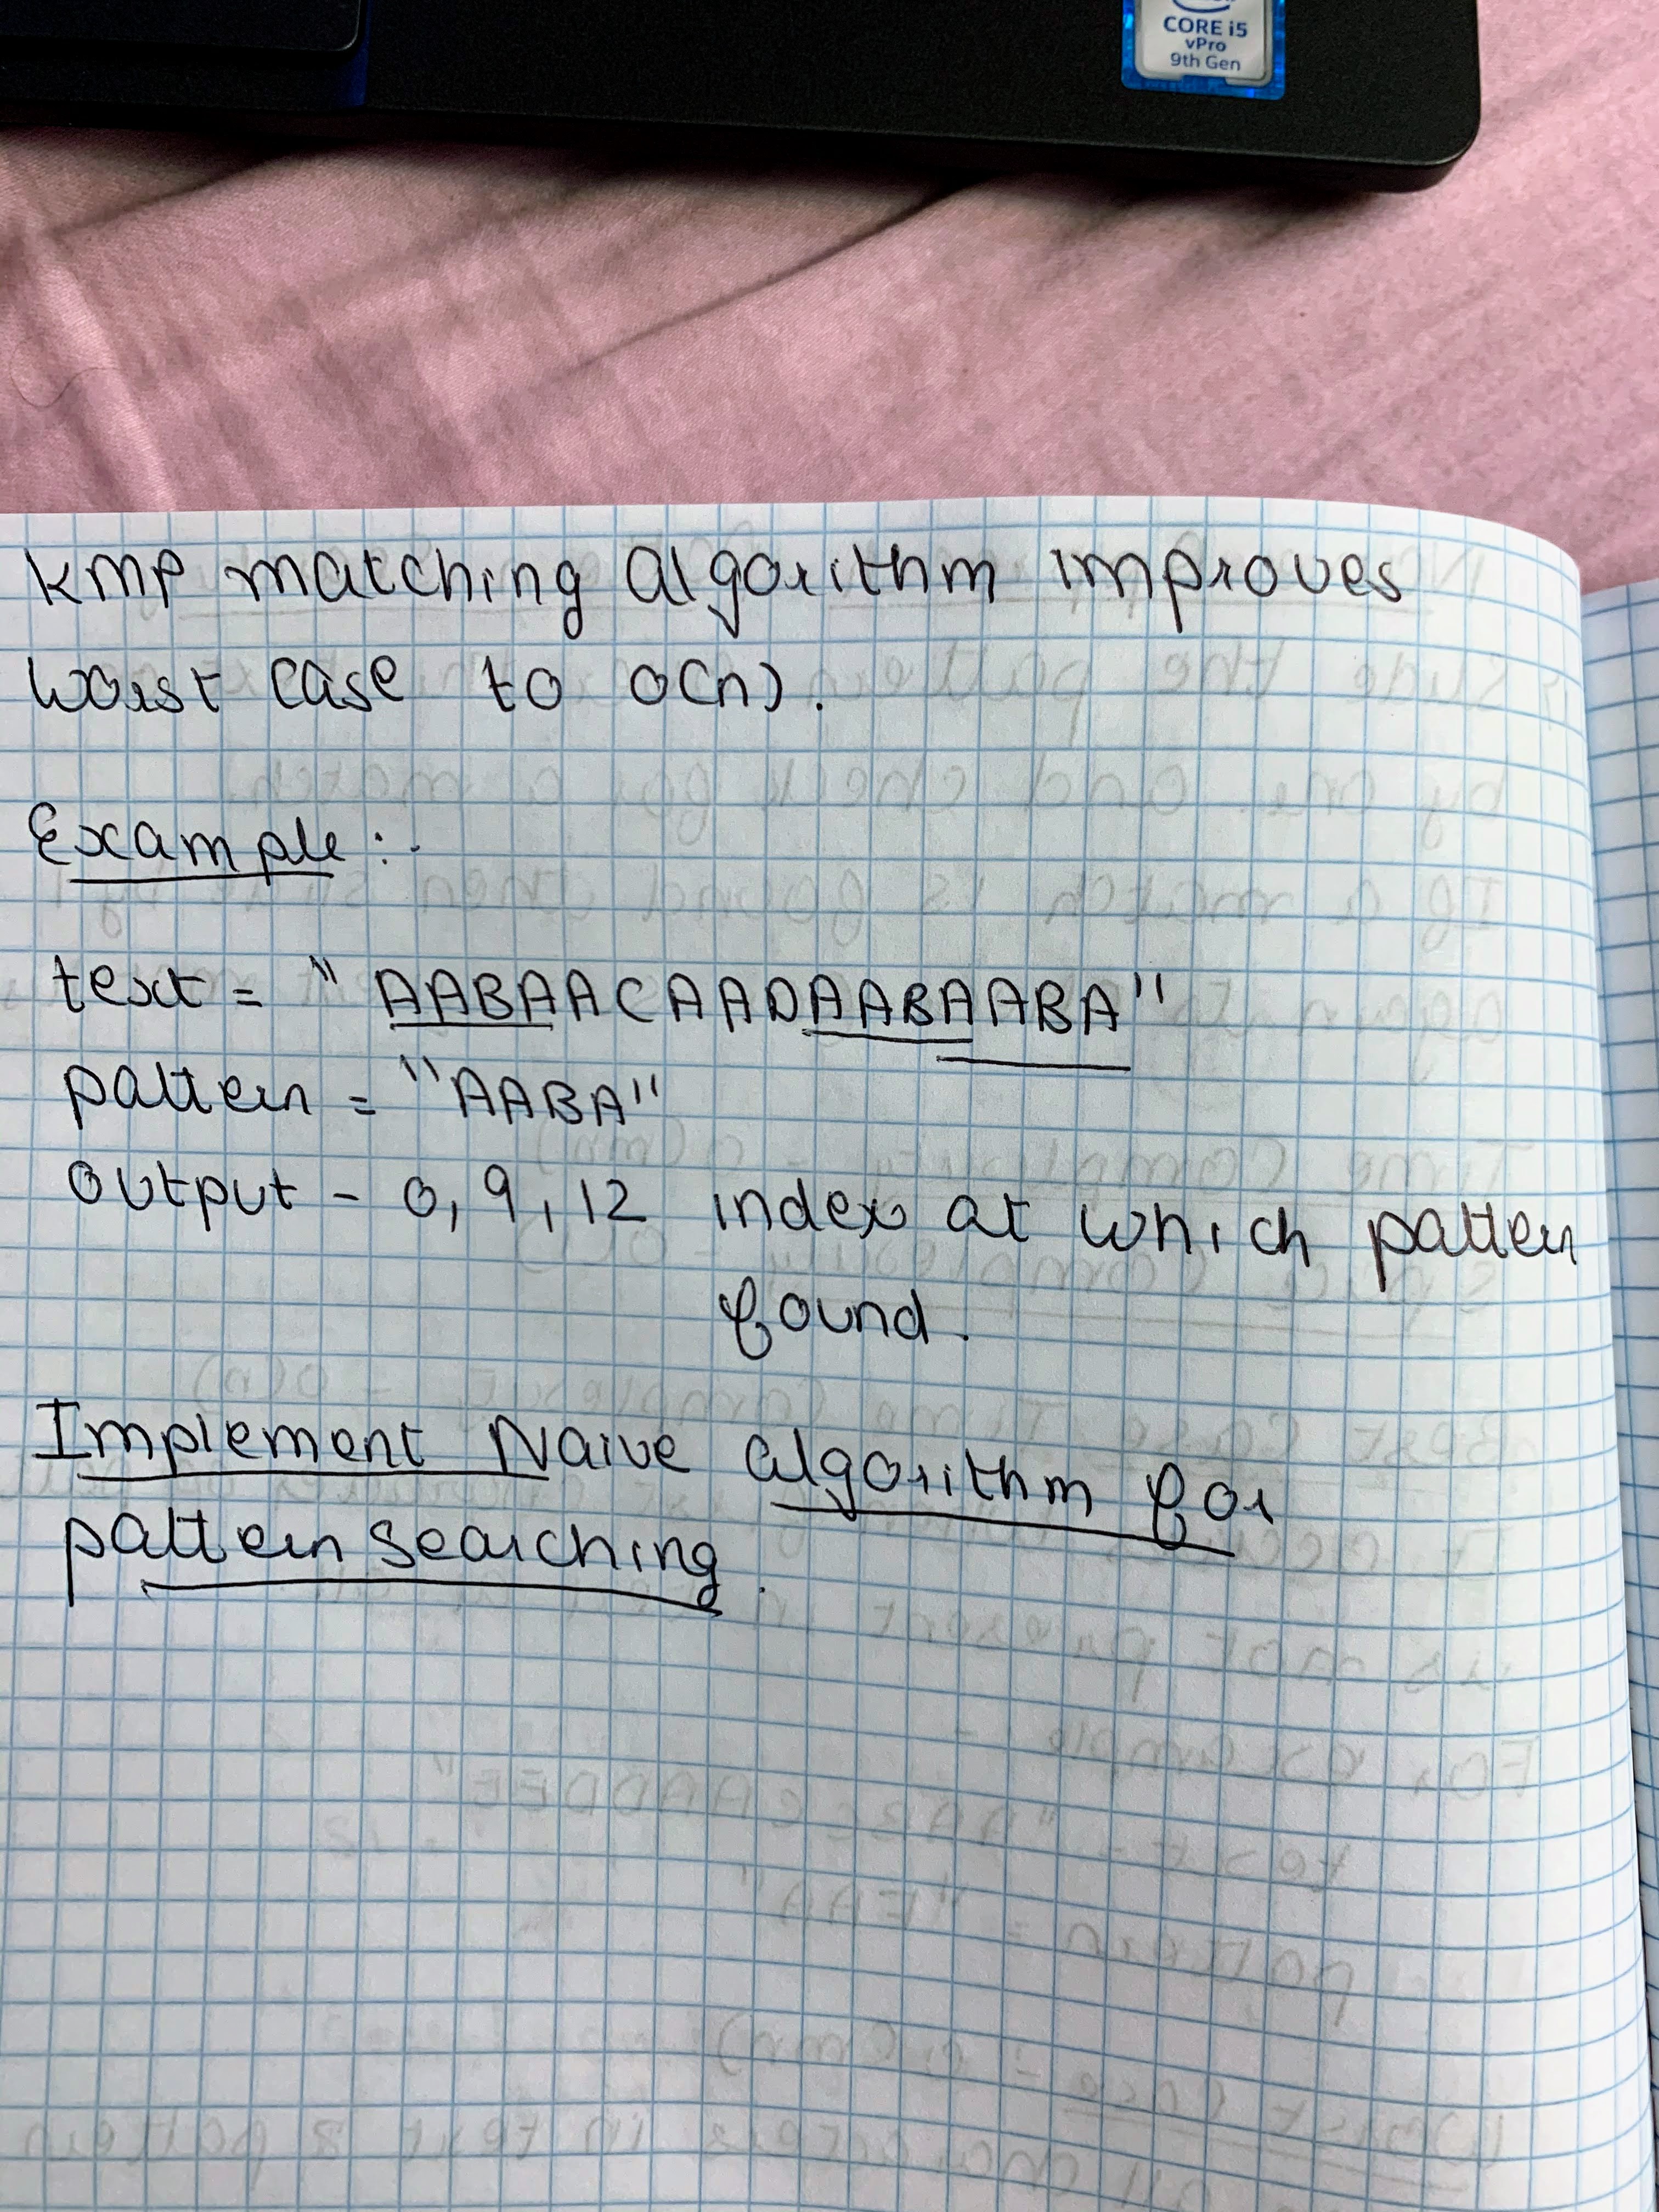 CORE i5
vPro
9th Gen
KMP matching algorithm improves
worst case to O(n).
Example:-
text = "AABAACAADAABAABA"
pattern = "AABA"
output - 0, 9, 12 index at which pattern
found.
Implement Naive algorithm for
pattern searching.